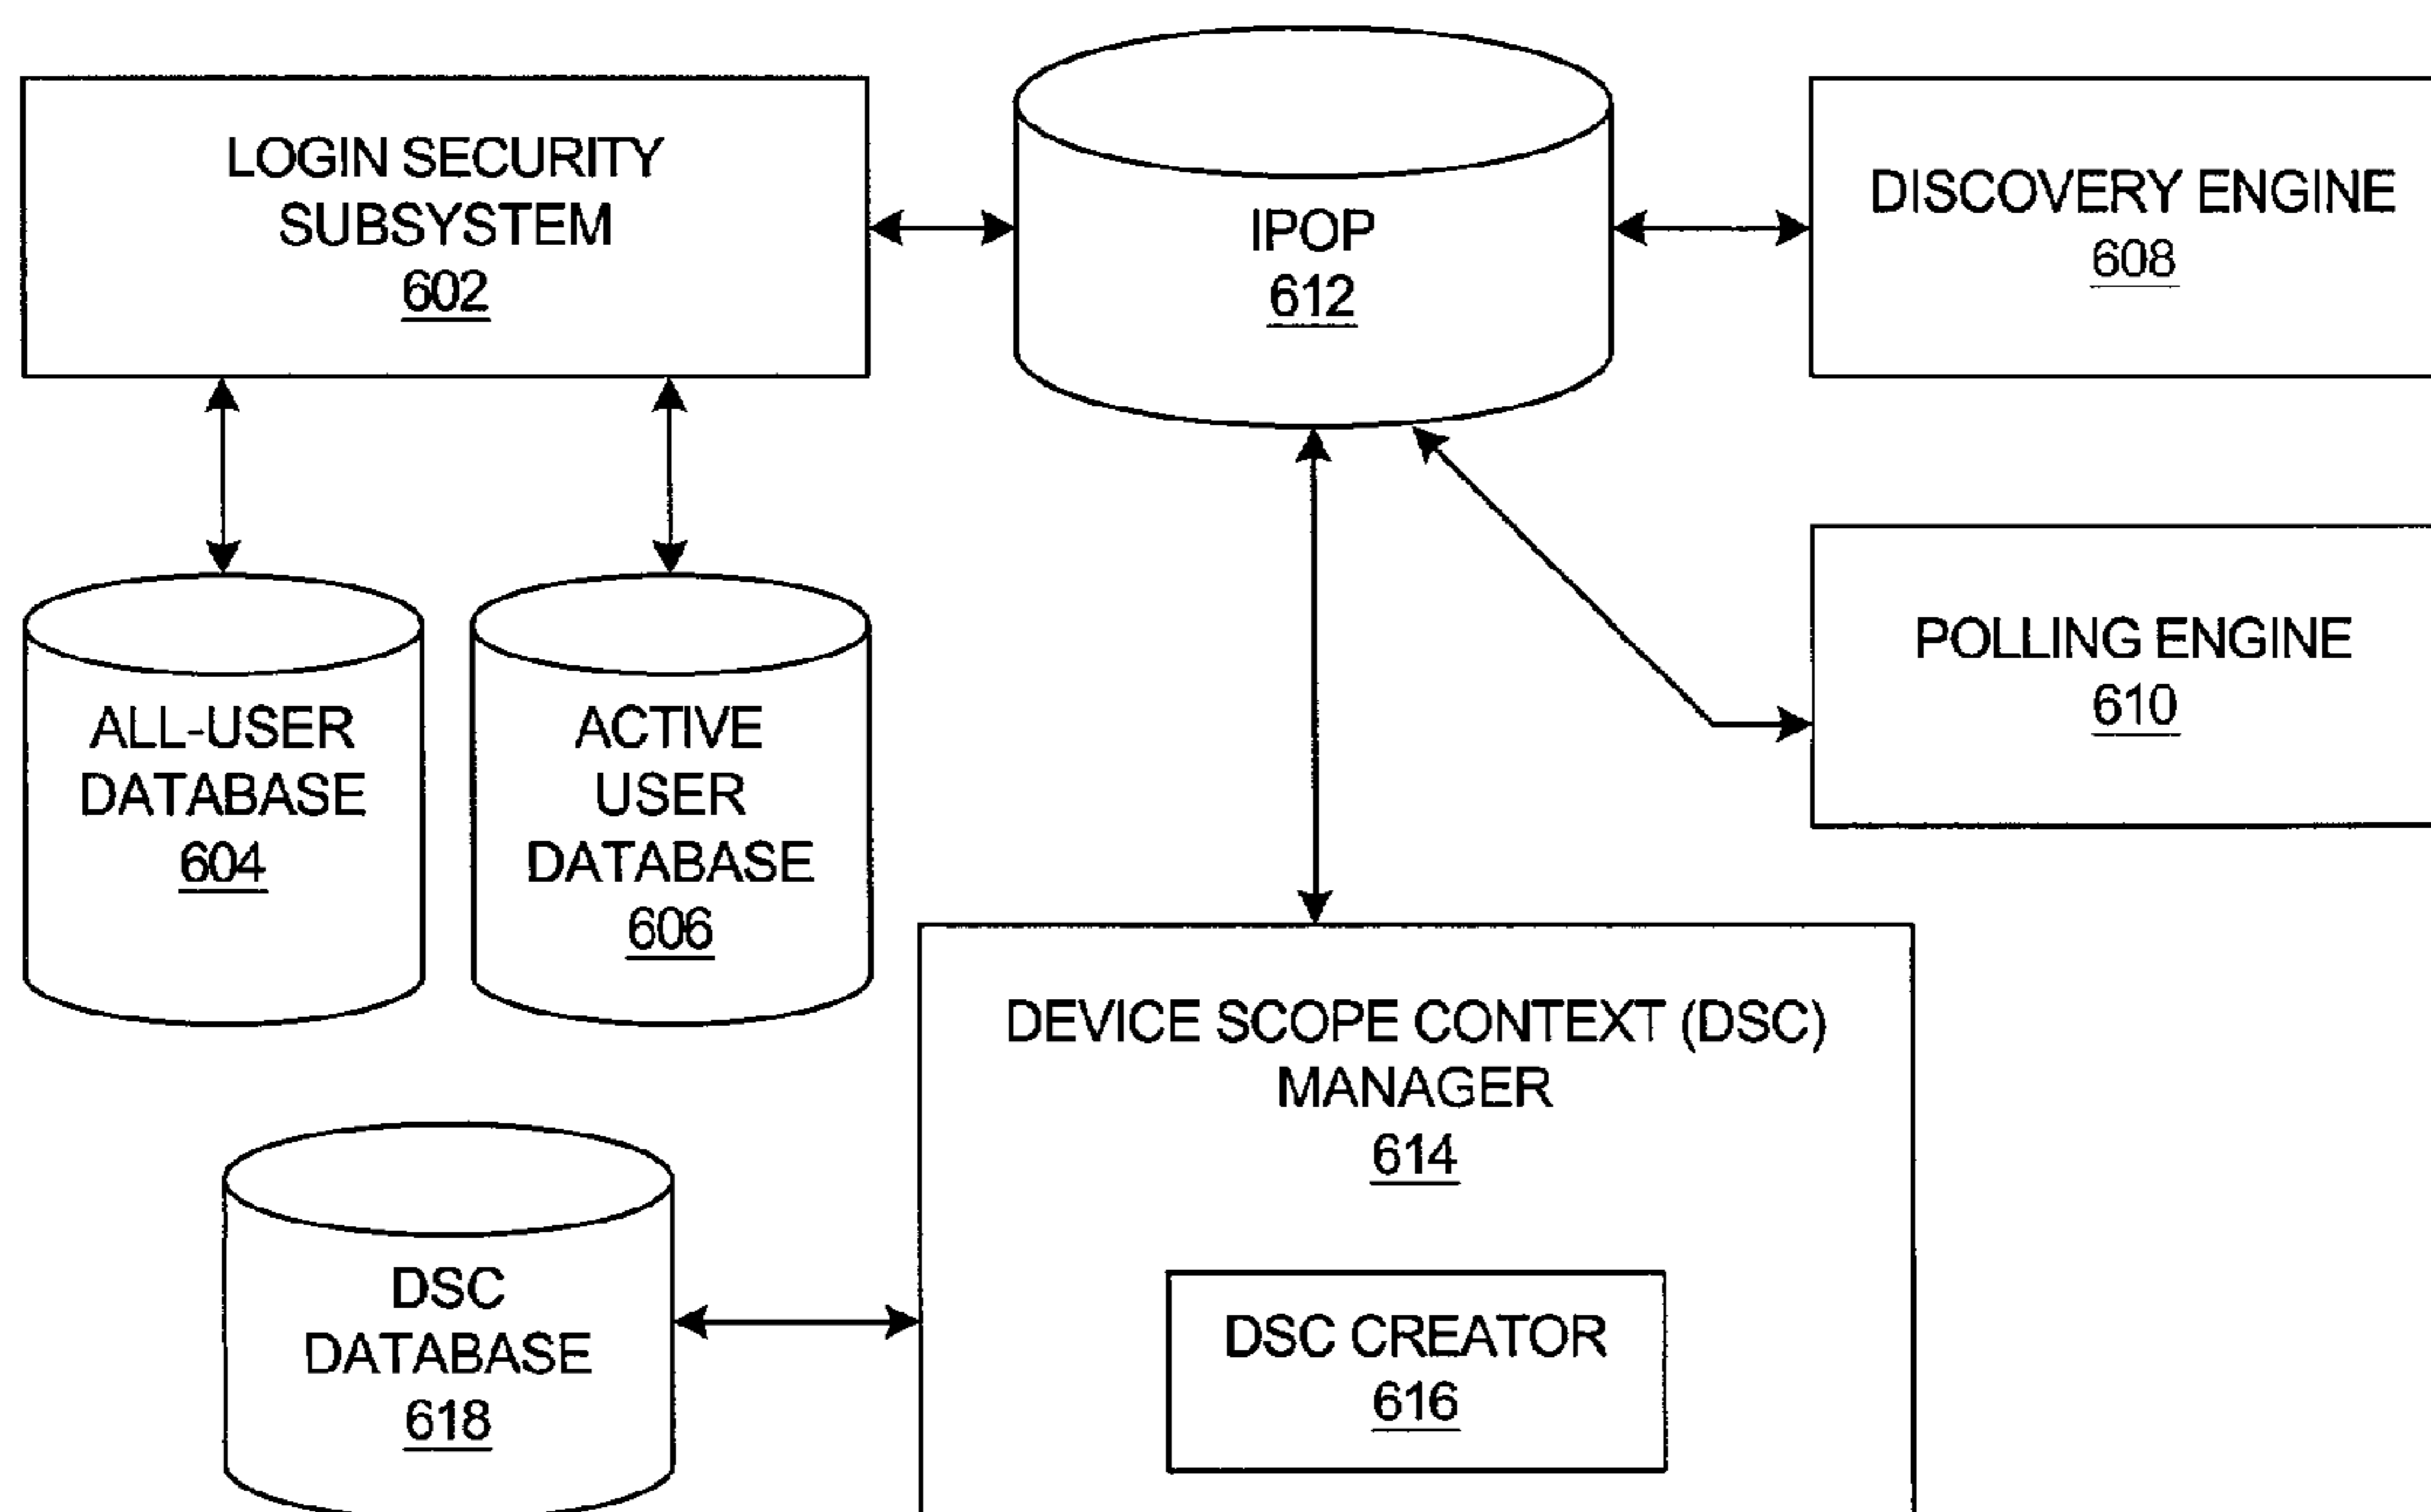 LOGIN SECURITY
SUBSYSTEM
602
IPOP
612
DISCOVERY ENGINE
608
POLLING ENGINE
610
ALL-USER
DATABASE
604
ACTIVE
USER
DATABASE
606
DEVICE SCOPE CONTEXT (DSC)
MANAGER
614
DSC CREATOR
616
DSC
DATABASE
618